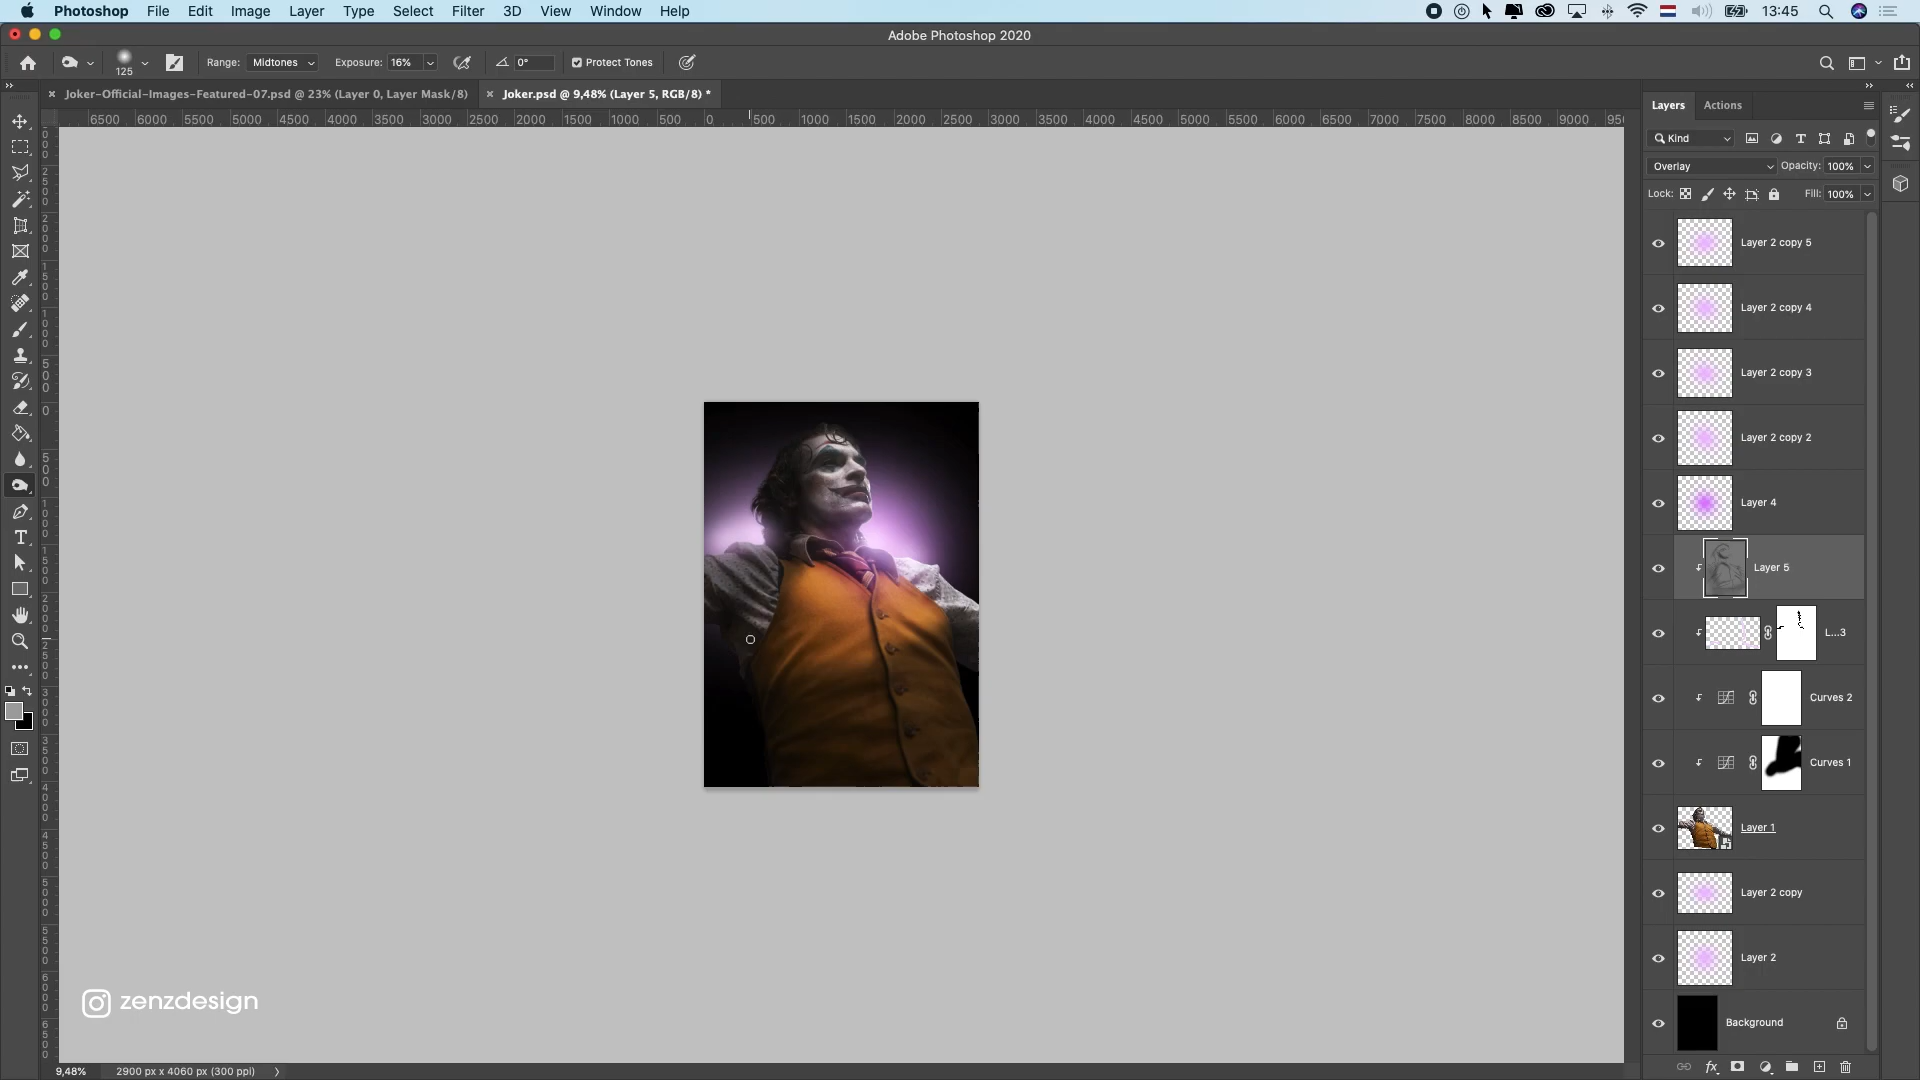 Photoshop File Edit Image Layer Type Select Filter 3D View Window Help 13:45
Adobe Photoshop 2020
125 Range: Midtones Exposure: 16% 0° Protect Tones
Joker-Official-Images-Featured-07.psd @ 23% (Layer 0, Layer Mask/8) Joker.psd @ 9,48% (Layer 5, RGB/8) *
6500 6000 5500 5000 4500 4000 3500 3000 2500 2000 1500 1000 500 0 500 1000 1500 2000 2500 3000 3500 4000 4500 5000 5500 6000 6500 7000 7500 8000 8500 9000
Layers Actions
Kind
Overlay Opacity: 100%
Lock: Fill: 100%
Layer 2 copy 5
Layer 2 copy 4
Layer 2 copy 3
Layer 2 copy 2
Layer 4
Layer 5
L...3
Curves 2
Curves 1
Layer 1
Layer 2 copy
Layer 2
Background
zenzdesign
9,48% 2900 px x 4060 px (300 ppi)